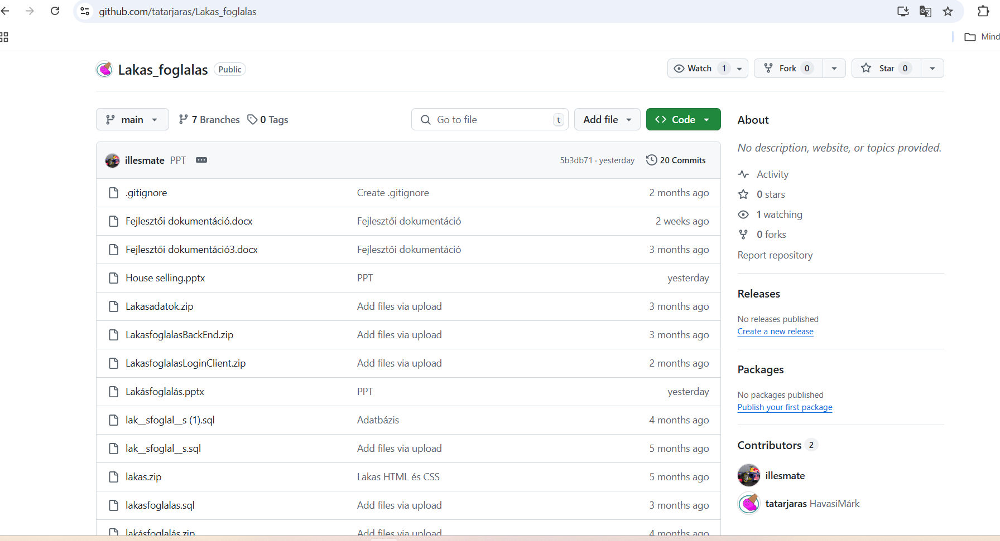 github.com/tatarjaras/Lakas_foglalas
Mind
Lakas_foglalas Public
Watch 1 Fork 0 Star 0
main 7 Branches 0 Tags Go to file t Add file Code
illesmate PPT 5b3db71 · yesterday 20 Commits
.gitignore Create .gitignore 2 months ago
Fejlesztői dokumentáció.docx Fejlesztői dokumentáció 2 weeks ago
Fejlesztői dokumentáció3.docx Fejlesztői dokumentáció 3 months ago
House selling.pptx PPT yesterday
Lakasadatok.zip Add files via upload 3 months ago
LakasfoglalasBackEnd.zip Add files via upload 3 months ago
LakasfoglalasLoginClient.zip Add files via upload 2 months ago
Lakásfoglalás.pptx PPT yesterday
lak__sfoglal__s (1).sql Adatbázis 4 months ago
lak__sfoglal__s.sql Add files via upload 5 months ago
lakas.zip Lakas HTML és CSS 5 months ago
lakasfoglalas.sql Add files via upload 3 months ago
lakásfoglalás.zip Add files via upload 4 months ago
About
No description, website, or topics provided.
Activity
0 stars
1 watching
0 forks
Report repository
Releases
No releases published
Create a new release
Packages
No packages published
Publish your first package
Contributors 2
illesmate
tatarjaras HavasiMárk